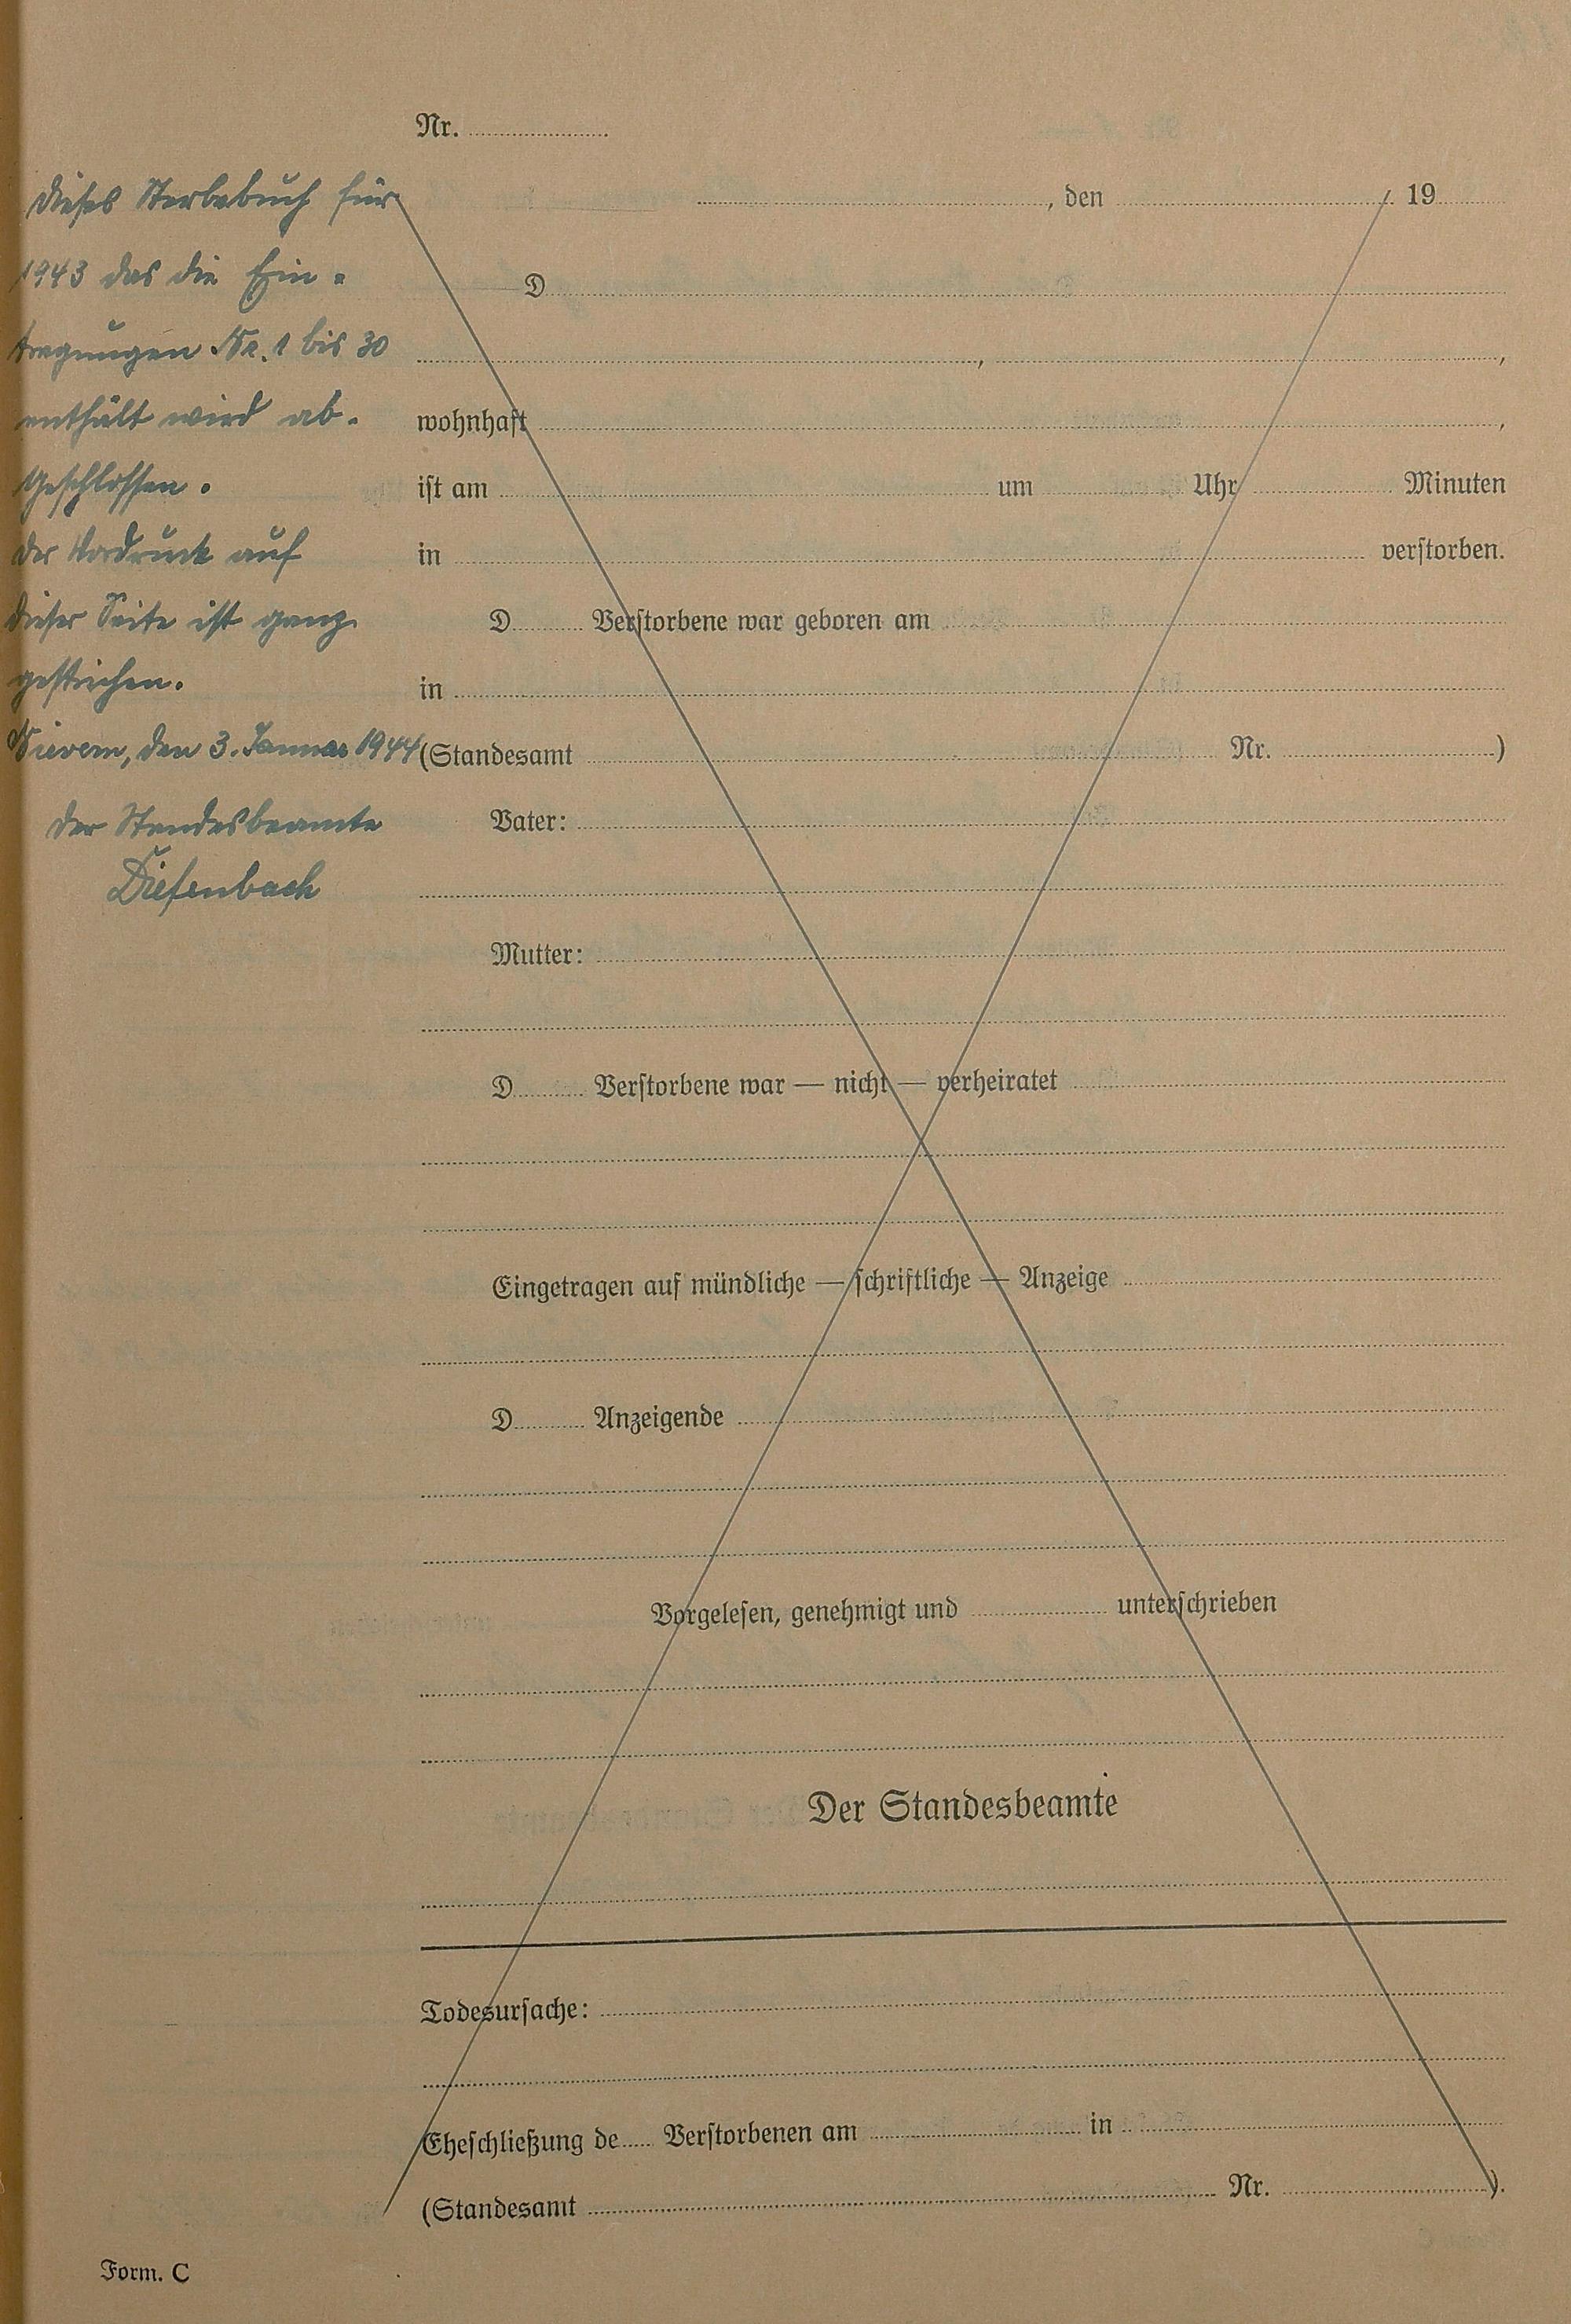 Nr.
Dieses Sterbebuch für
1943 das die Ein-
tragungen Nr. 1 bis 30
enthält wird ab-
geschlossen.
Der Vordruck auf
dieser Seite ist ganz
gestrichen.
Nievern, den 3. Januar 1944
Der Standesbeamte
Diefenbach
, den 19
D
, ,
wohnhaft ,
ist am um Uhr Minuten
in verstorben.
D Verstorbene war geboren am
in
(Standesamt Nr. )
Vater:
Mutter:
D Verstorbene war — nicht — verheiratet
Eingetragen auf mündliche — schriftliche — Anzeige
D Anzeigende
Vorgelesen, genehmigt und unterschrieben
Der Standesbeamte
Todesursache:
Eheschließung de Verstorbenen am in
(Standesamt Nr. ).
Form. C